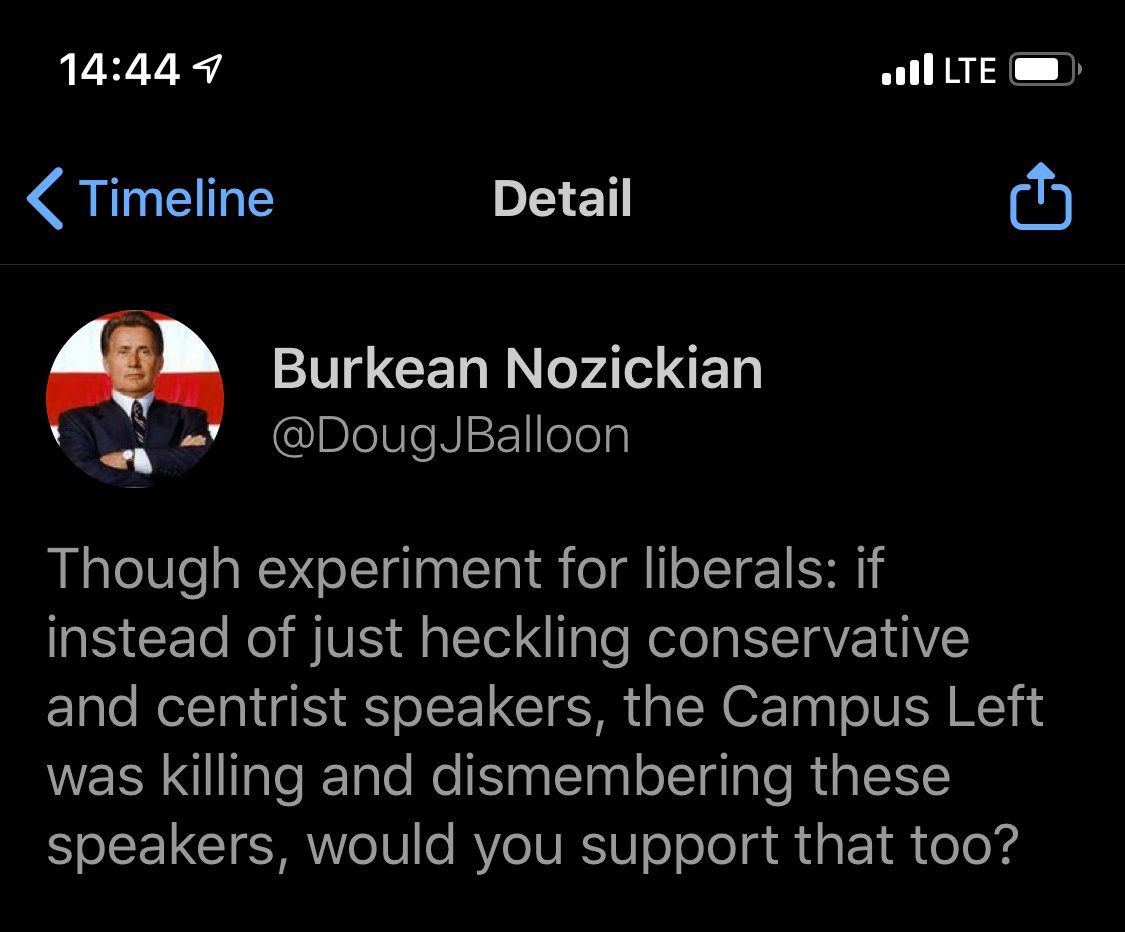 14:44
LTE
Timeline
Detail
Burkean Nozickian
@DougJBalloon
Though experiment for liberals: if
instead of just heckling conservative
and centrist speakers, the Campus Left
was killing and dismembering these
speakers, would you support that too?